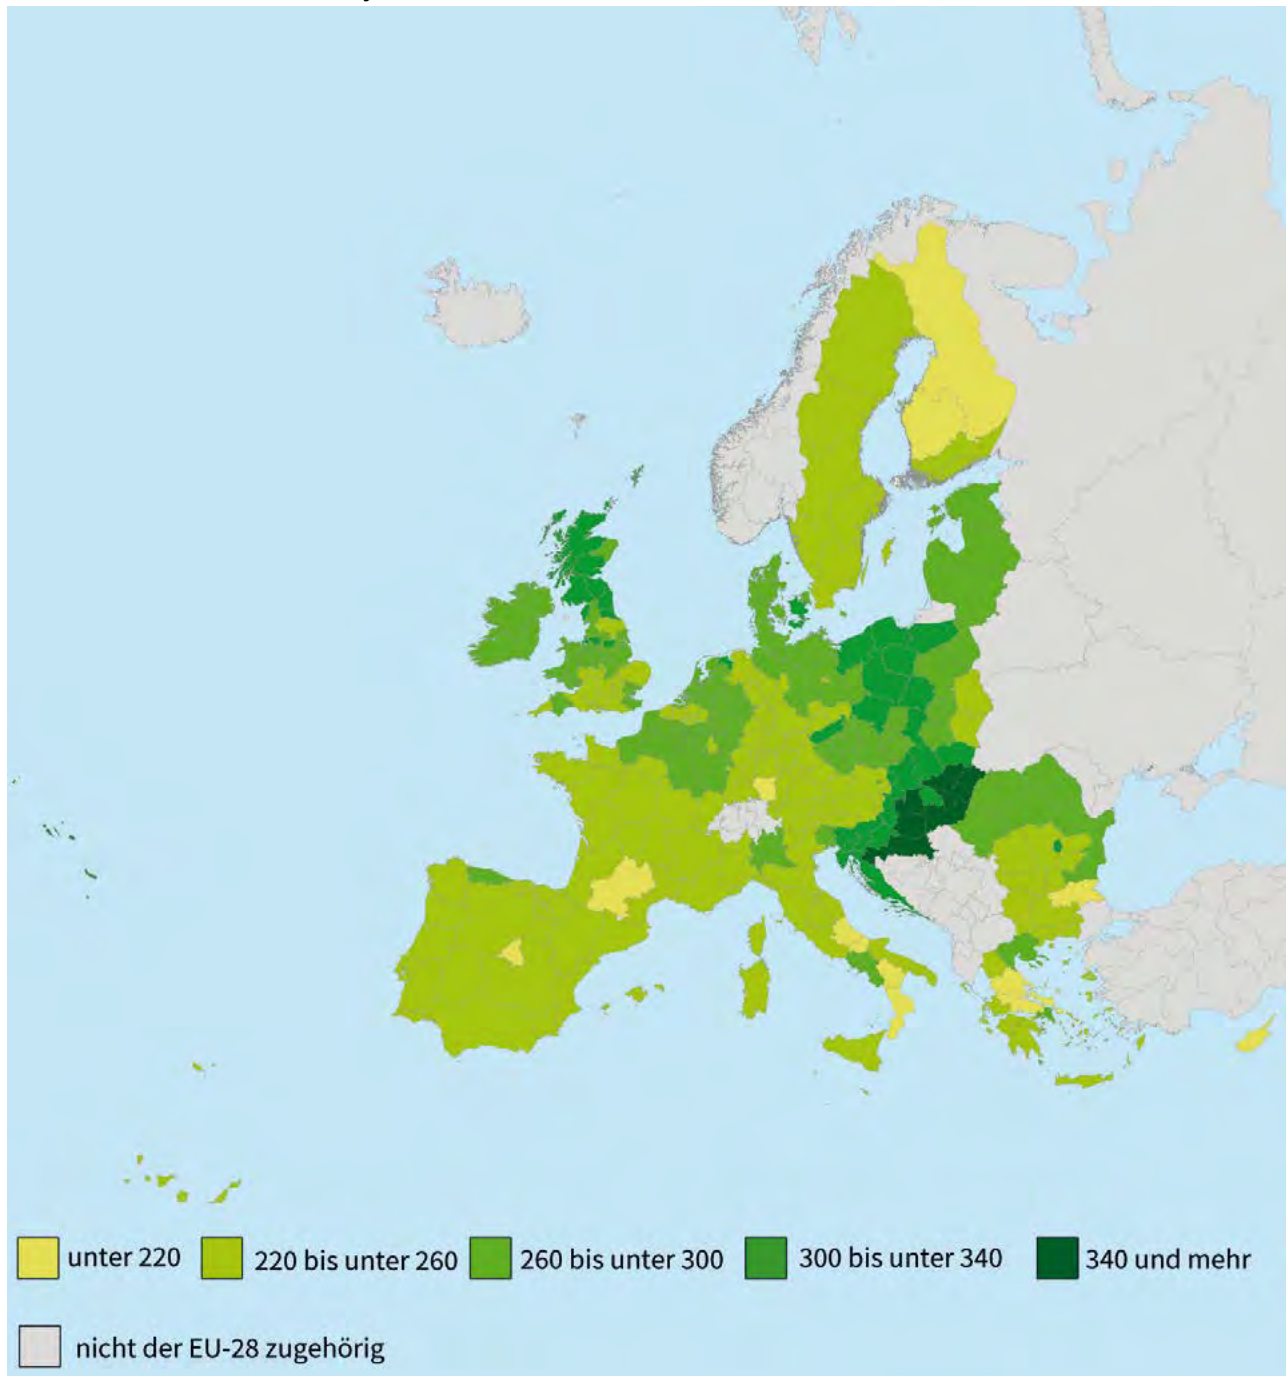 unter 220
220 bis unter 260
260 bis unter 300
300 bis unter 340
340 und mehr
nicht der EU-28 zugehörig